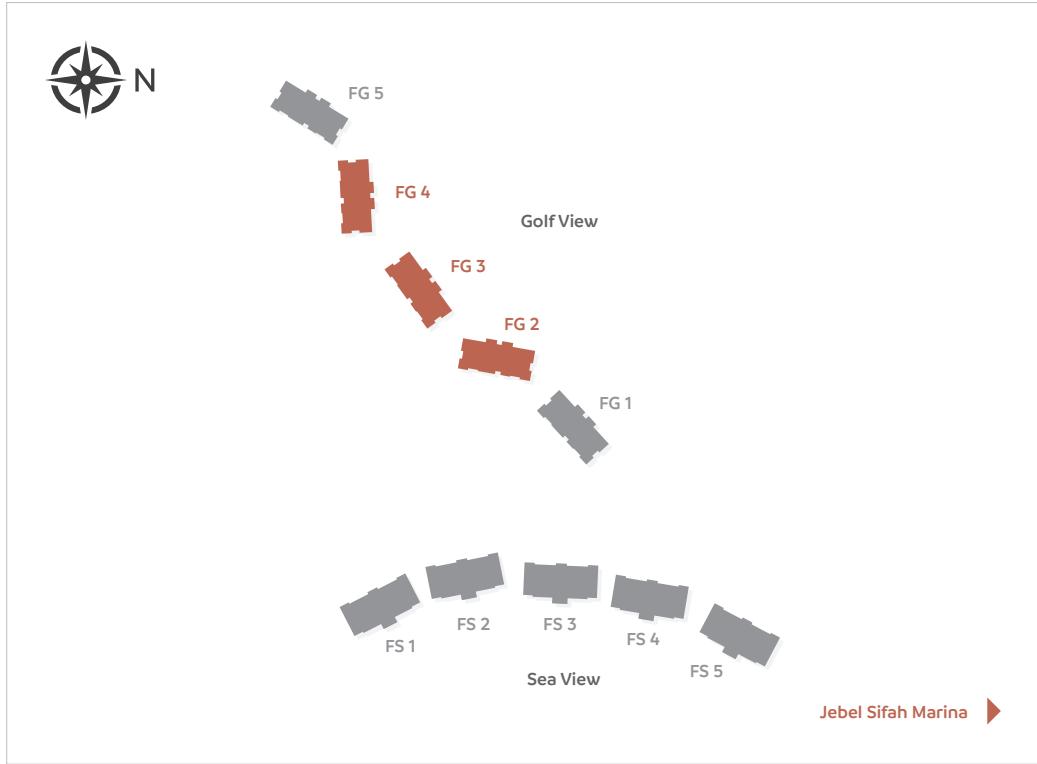 N
FG 5
FG 4
Golf View
FG 3
FG 2
FG 1
FS 1
FS 2
FS 3
FS 4
FS 5
Sea View
Jebel Sifah Marina